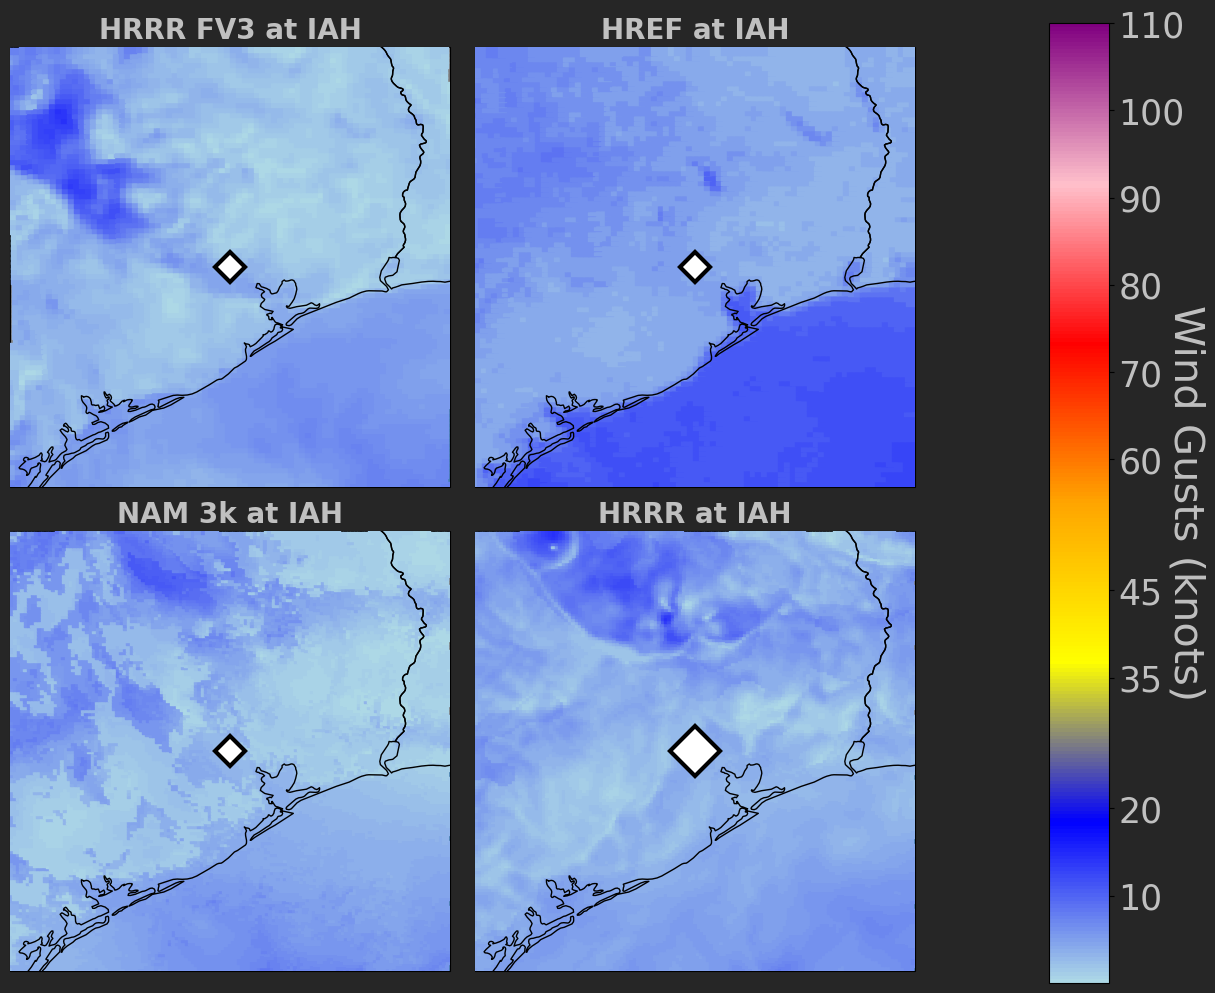 HRRR FV3 at IAH
HREF at IAH
NAM 3k at IAH
HRRR at IAH
110
100
90
80
70
60
45
35
20
10
Wind Gusts (knots)